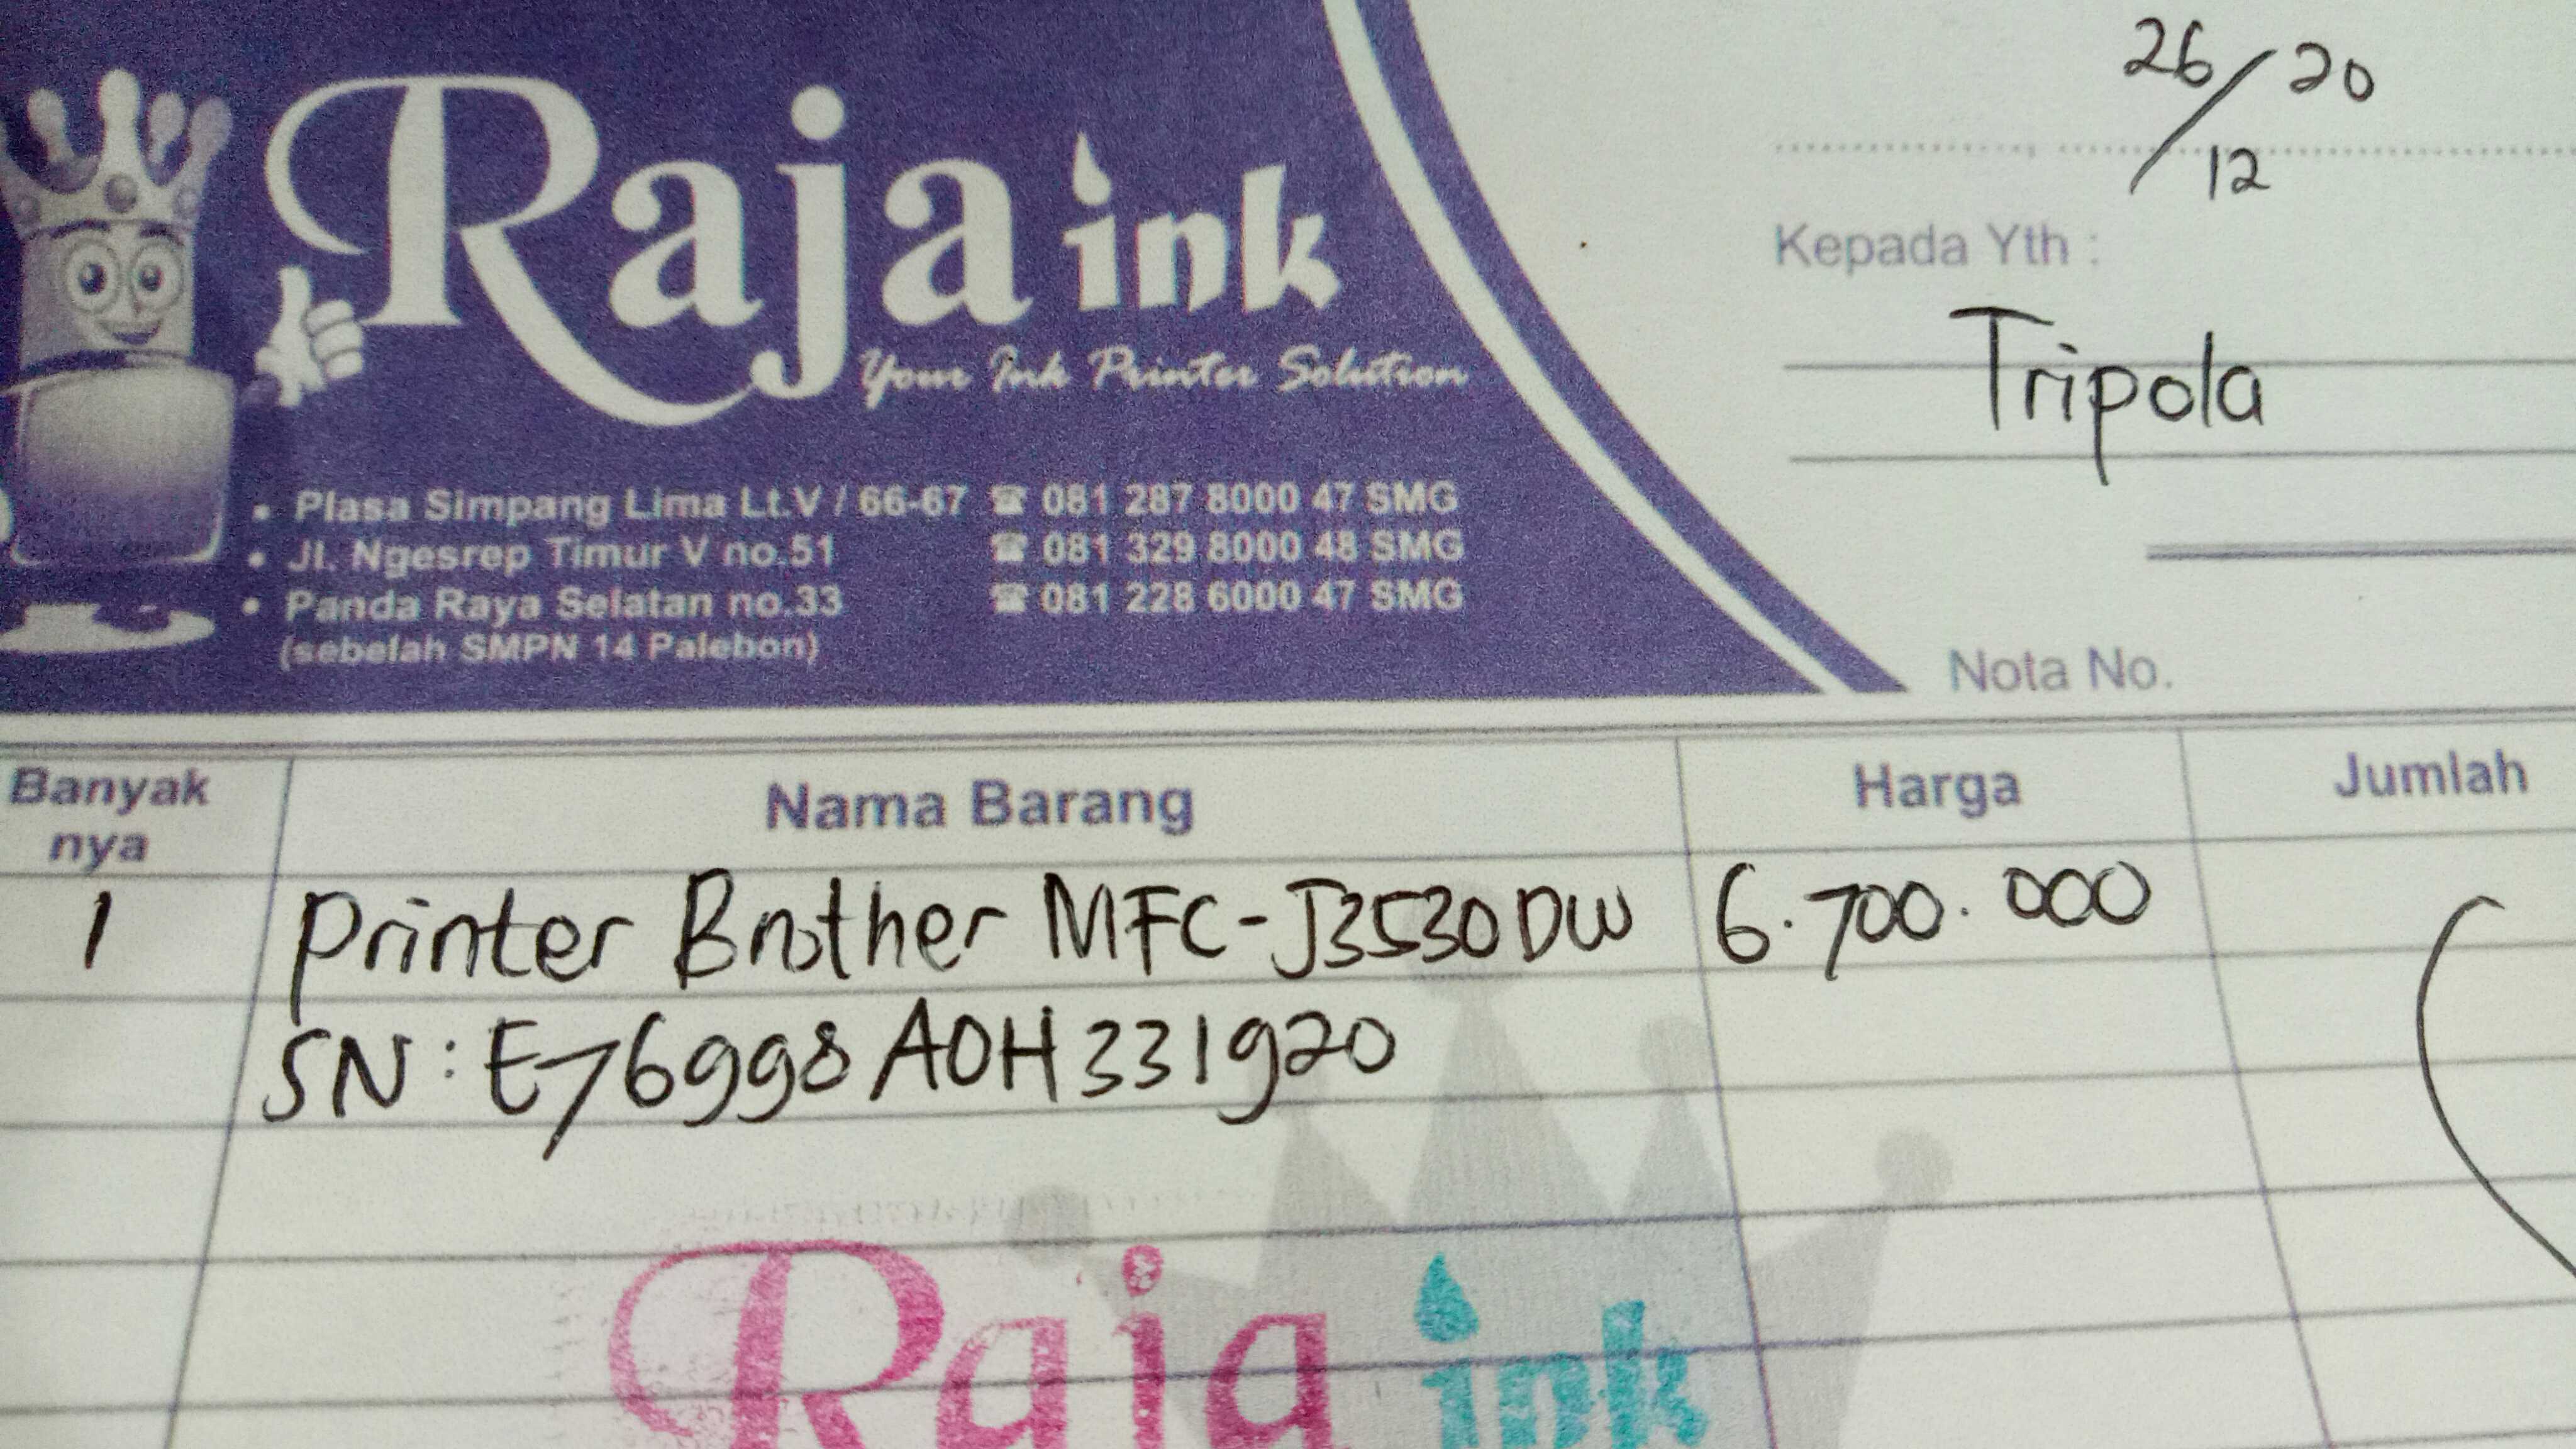 26/12 20
Raja ink
Your Ink Printer Solution
Kepada Yth :
Tripola
• Plasa Simpang Lima Lt.V / 66-67 ☎ 081 287 8000 47 SMG
• Jl. Ngesrep Timur V no.51 ☎ 081 329 8000 48 SMG
• Panda Raya Selatan no.33 ☎ 081 228 6000 47 SMG
(sebelah SMPN 14 Palebon)
Nota No.
Banyak nya Nama Barang Harga Jumlah
1 Printer Brother MFC-J3530DW 6.700.000
SN: E76998A0H331920
Raja ink